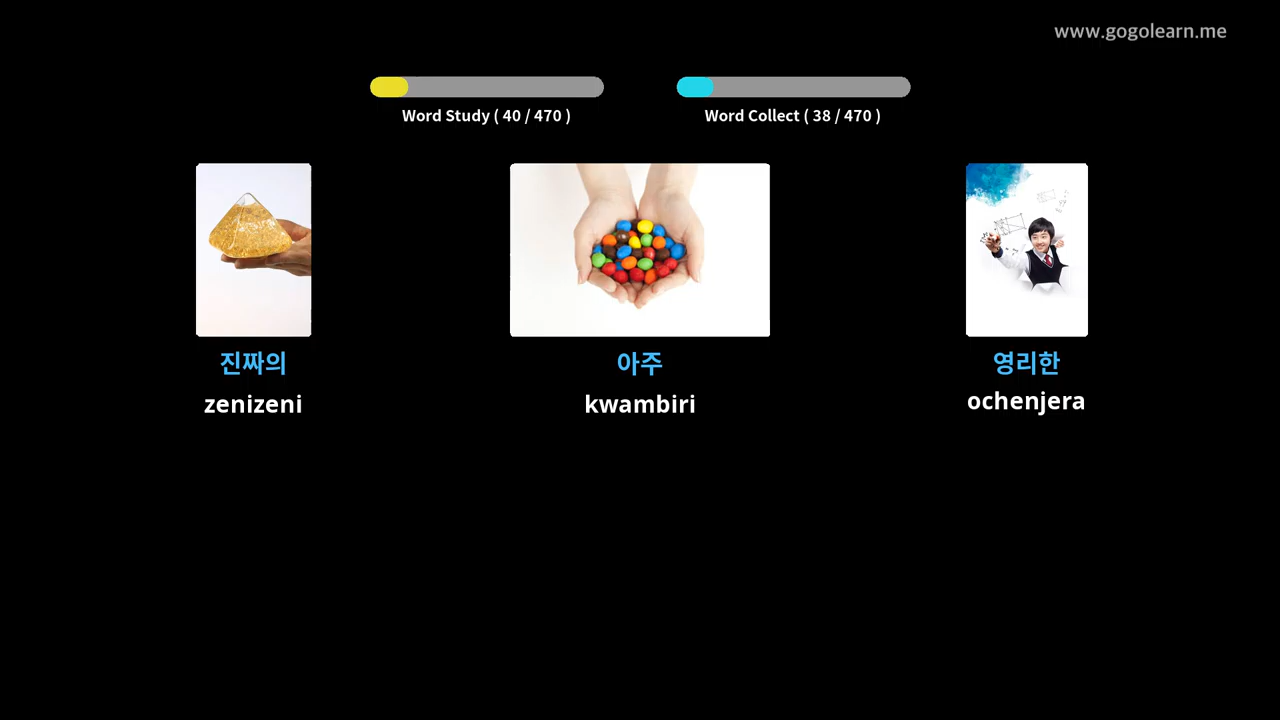 www.gogolearn.me
Word Study ( 40 / 470 )
Word Collect ( 38 / 470 )
진짜의
아주
영리한
zenizeni
kwambiri
ochenjera